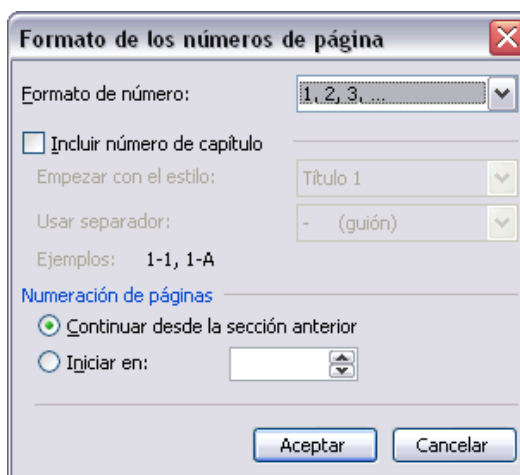 Formato de los números de página
Formato de número: 1, 2, 3, ...
Incluir número de capítulo
Empezar con el estilo: Título 1
Usar separador: - (guión)
Ejemplos: 1-1, 1-A
Numeración de páginas
Continuar desde la sección anterior
Iniciar en:
Aceptar Cancelar